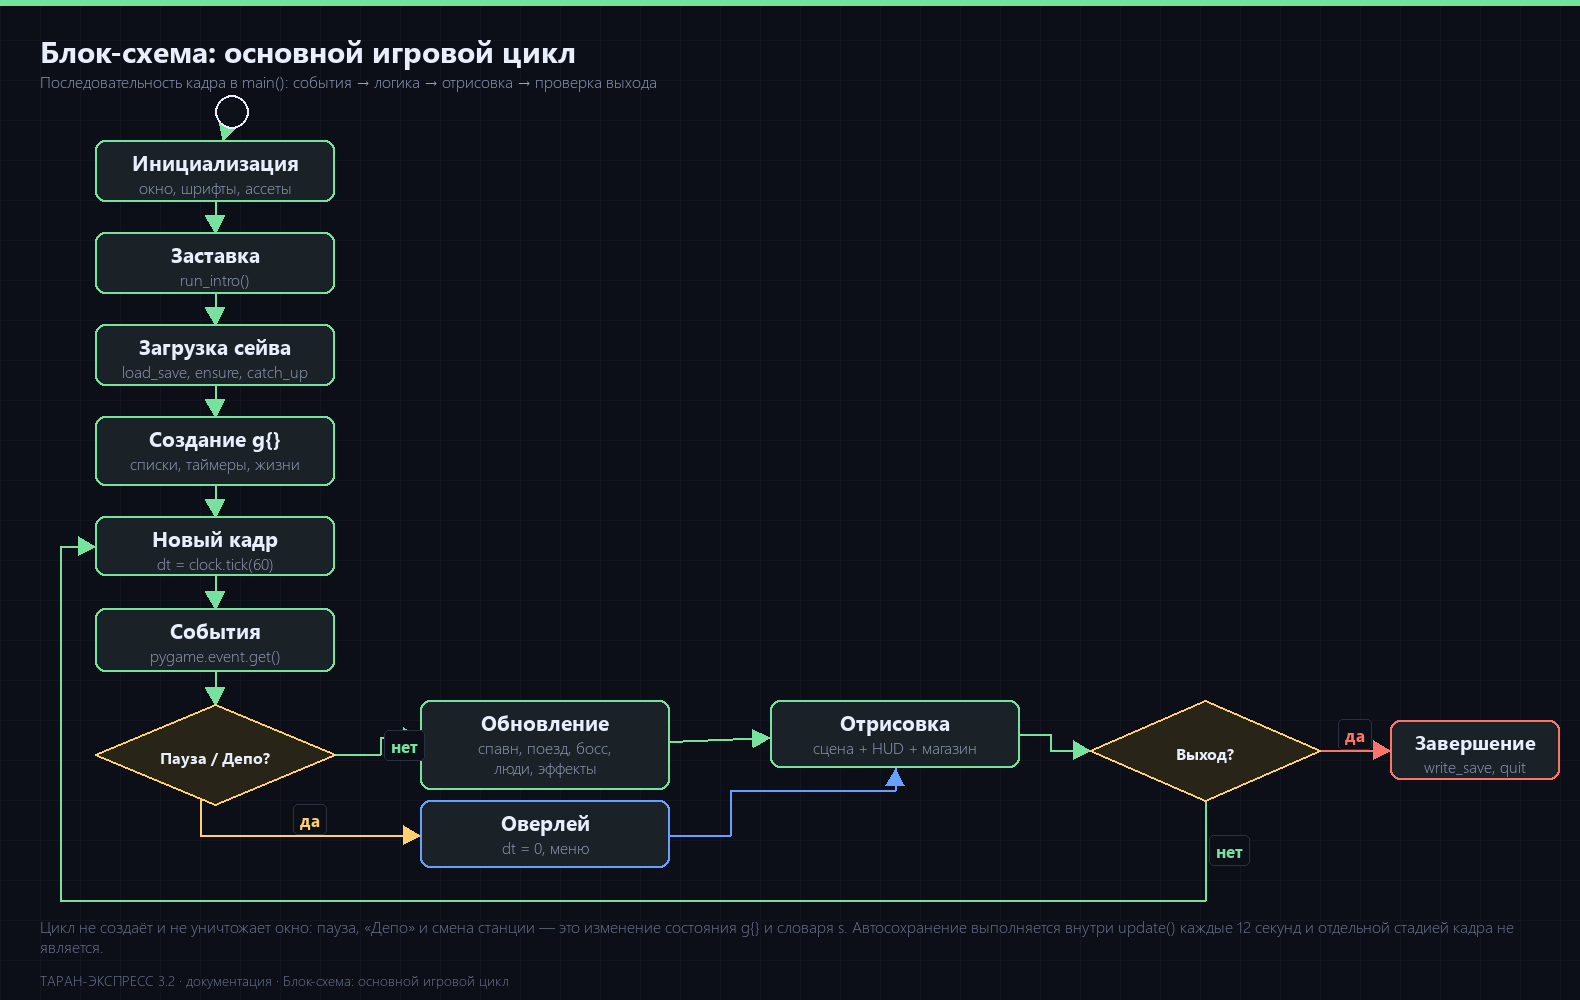 Блок-схема: основной игровой цикл
Последовательность кадра в main(): события → логика → отрисовка → проверка выхода
Инициализация
окно, шрифты, ассеты
Заставка
run_intro()
Загрузка сейва
load_save, ensure, catch_up
Создание g{}
списки, таймеры, жизни
Новый кадр
dt = clock.tick(60)
События
pygame.event.get()
Пауза / Депо?
нет
да
Обновление
спавн, поезд, босс,
люди, эффекты
Оверлей
dt = 0, меню
Отрисовка
сцена + HUD + магазин
Выход?
да
нет
Завершение
write_save, quit
Цикл не создаёт и не уничтожает окно: пауза, «Депо» и смена станции — это изменение состояния g{} и словаря s. Автосохранение выполняется внутри update() каждые 12 секунд и отдельной стадией кадра не
является.
ТАРАН-ЭКСПРЕСС 3.2 · документация · Блок-схема: основной игровой цикл